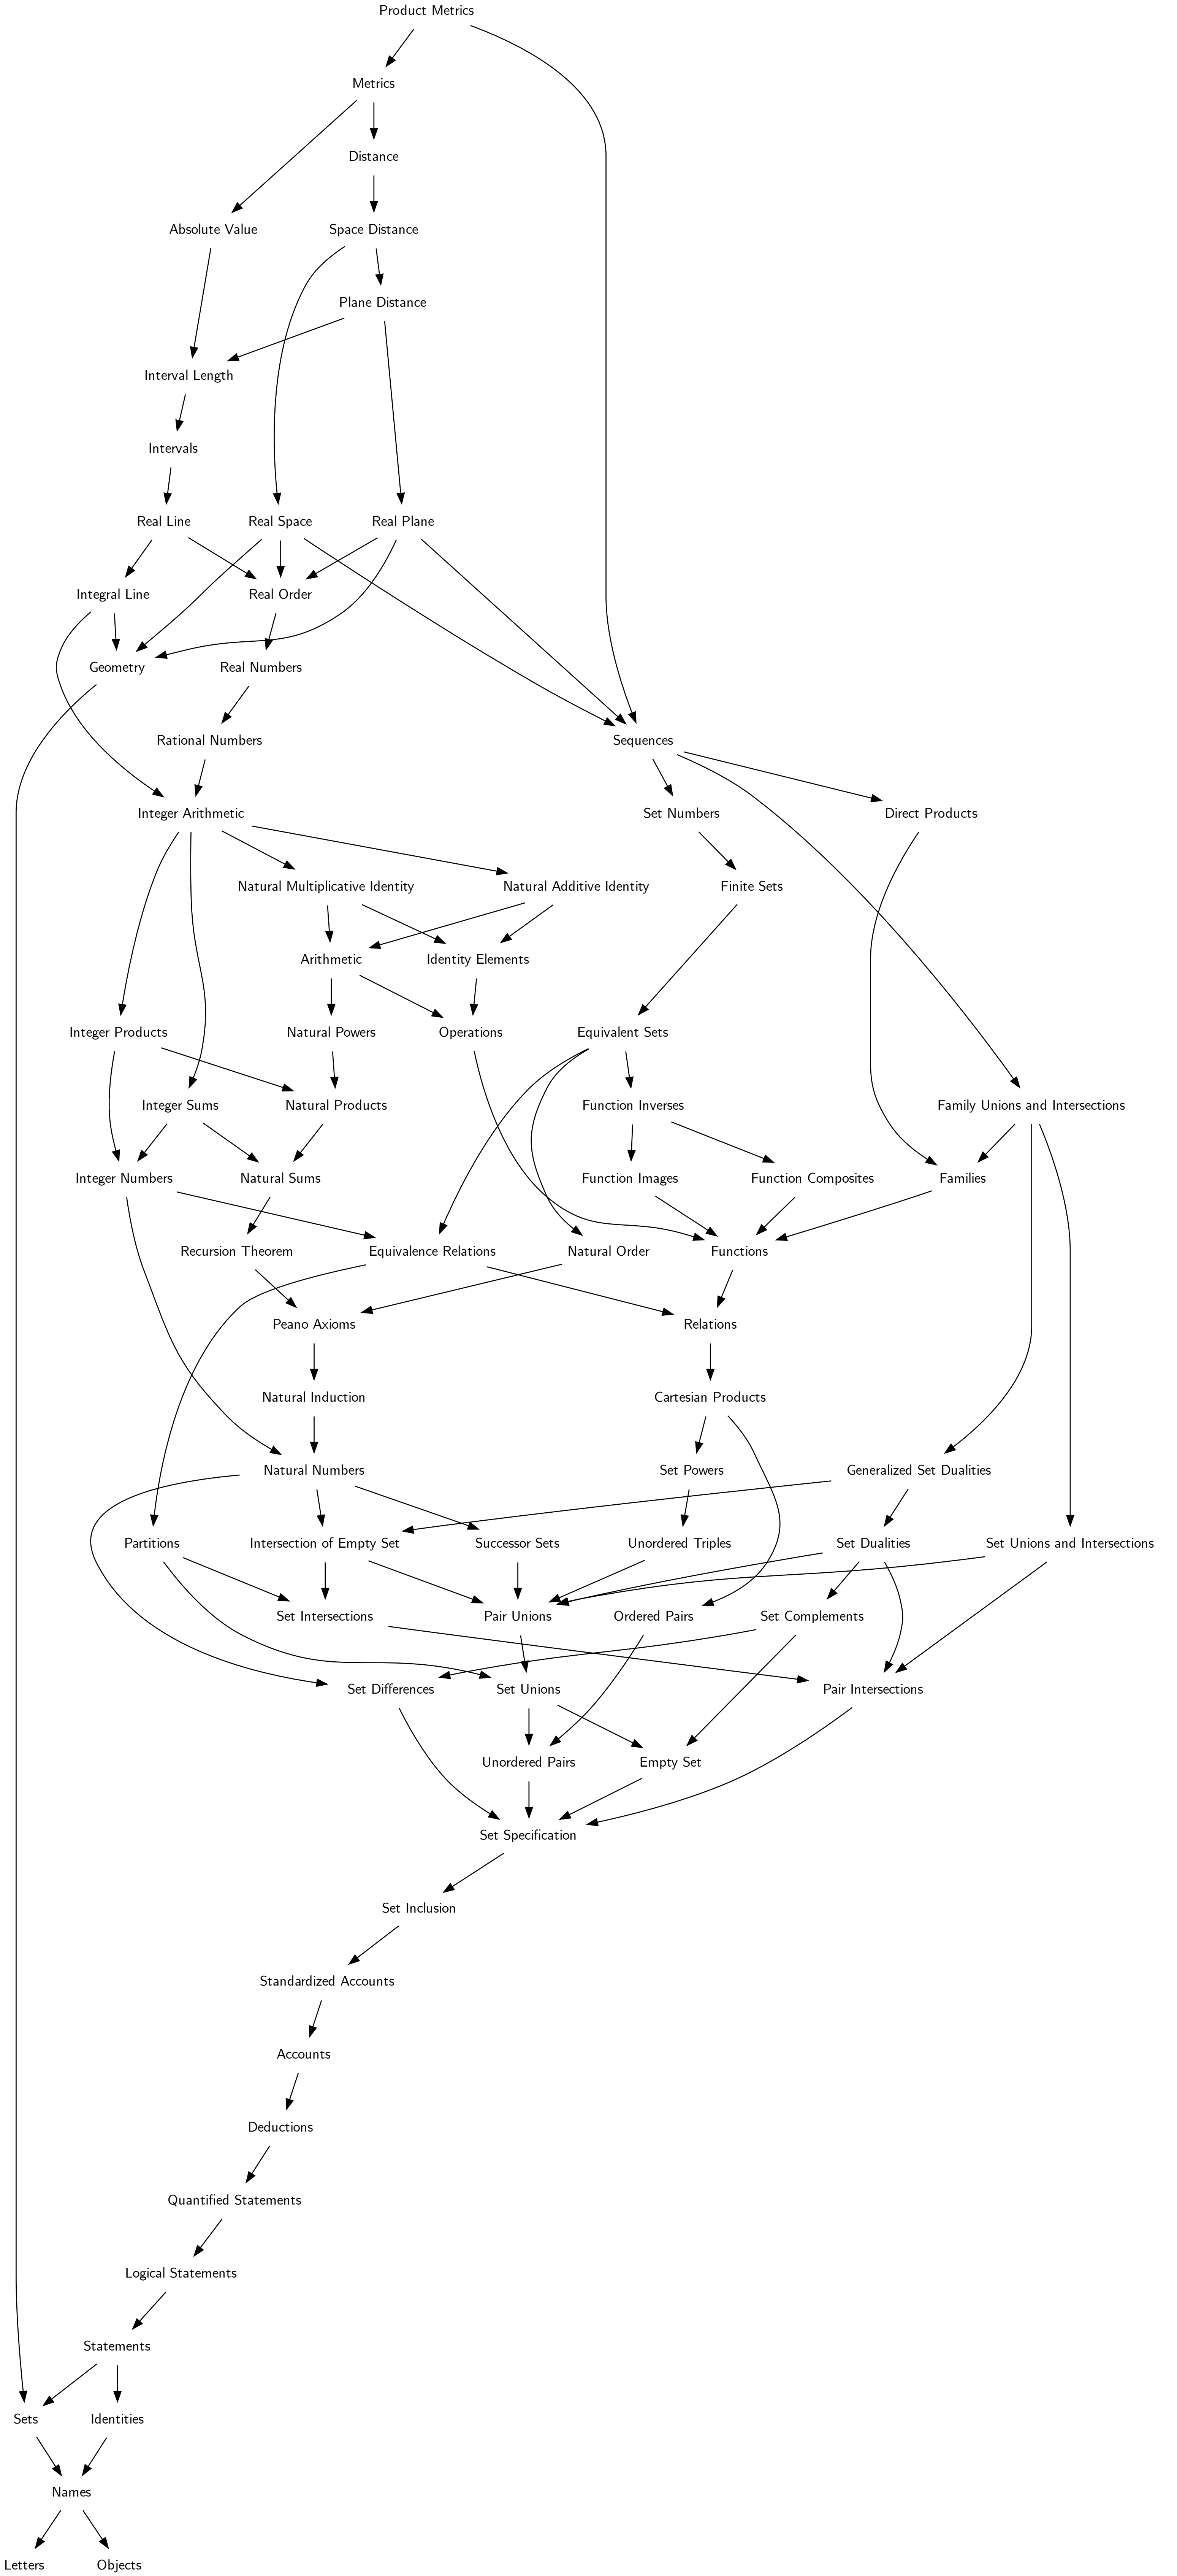 Product Metrics
Metrics
Distance
Absolute Value
Space Distance
Plane Distance
Interval Length
Intervals
Real Line
Real Space
Real Plane
Integral Line
Real Order
Geometry
Real Numbers
Rational Numbers
Sequences
Integer Arithmetic
Set Numbers
Direct Products
Natural Multiplicative Identity
Natural Additive Identity
Finite Sets
Arithmetic
Identity Elements
Integer Products
Natural Powers
Operations
Equivalent Sets
Integer Sums
Natural Products
Function Inverses
Family Unions and Intersections
Integer Numbers
Natural Sums
Function Images
Function Composites
Families
Recursion Theorem
Equivalence Relations
Natural Order
Functions
Peano Axioms
Relations
Natural Induction
Cartesian Products
Natural Numbers
Set Powers
Generalized Set Dualities
Partitions
Intersection of Empty Set
Successor Sets
Unordered Triples
Set Dualities
Set Unions and Intersections
Set Intersections
Pair Unions
Ordered Pairs
Set Complements
Set Differences
Set Unions
Pair Intersections
Unordered Pairs
Empty Set
Set Specification
Set Inclusion
Standardized Accounts
Accounts
Deductions
Quantified Statements
Logical Statements
Statements
Sets
Identities
Names
Letters
Objects